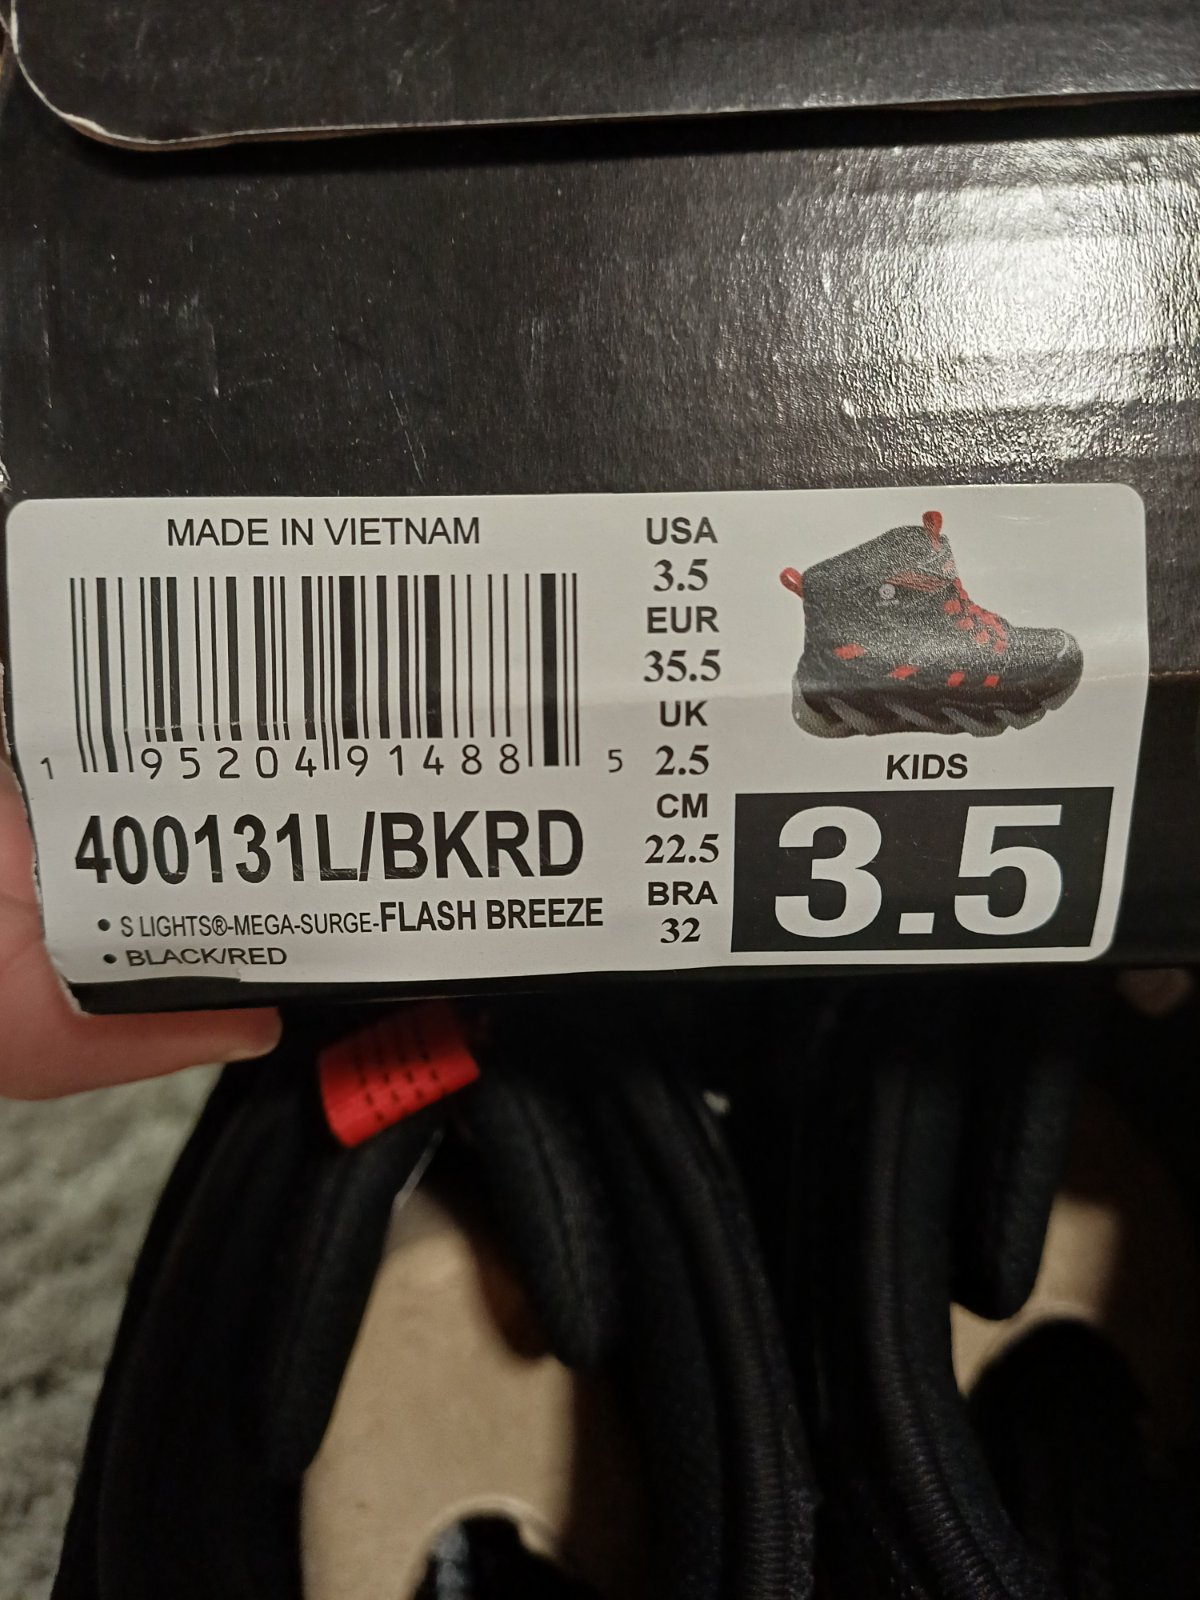 MADE IN VIETNAM
1 95204 91488 5
400131L/BKRD
• S LIGHTS®-MEGA-SURGE-FLASH BREEZE
• BLACK/RED
USA
3.5
EUR
35.5
UK
2.5
CM
22.5
BRA
32
KIDS
3.5